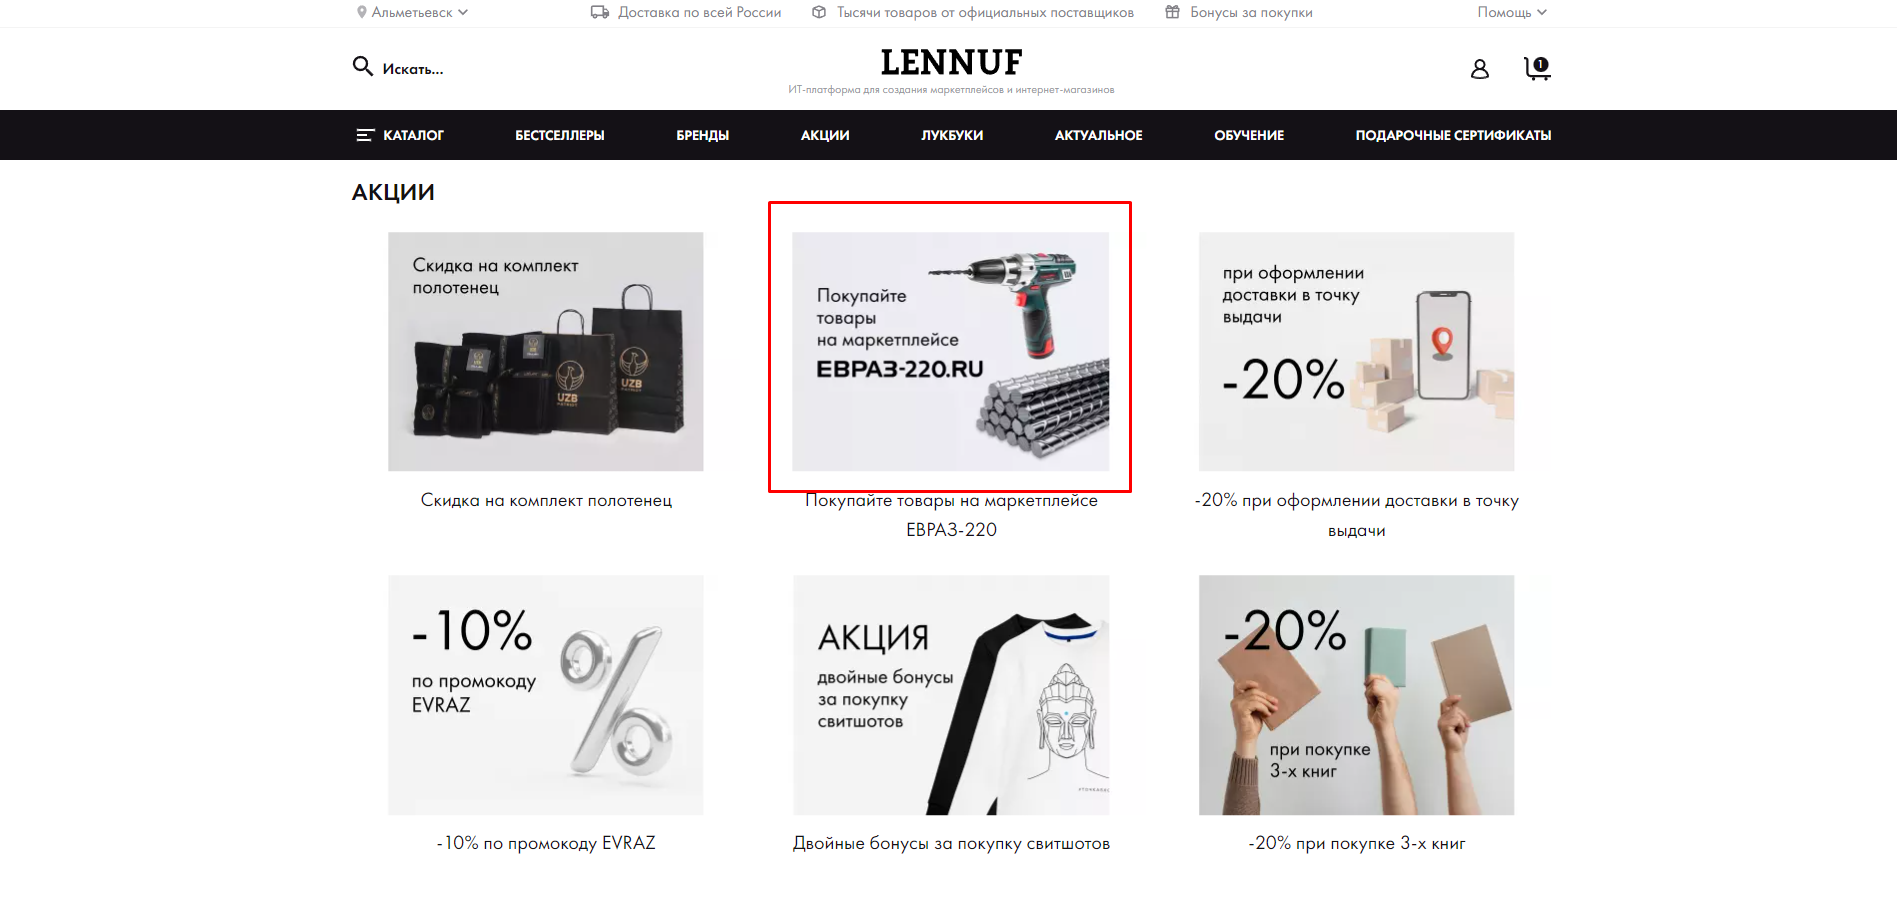 Альметьевск
Доставка по всей России
Тысячи товаров от официальных поставщиков
Бонусы за покупки
Помощь
Искать...
LENNUF
ИТ-платформа для создания маркетплейсов и интернет-магазинов
1
КАТАЛОГ
БЕСТСЕЛЛЕРЫ
БРЕНДЫ
АКЦИИ
ЛУКБУКИ
АКТУАЛЬНОЕ
ОБУЧЕНИЕ
ПОДАРОЧНЫЕ СЕРТИФИКАТЫ
АКЦИИ
Скидка на комплект
полотенец
UZB
UZB
Скидка на комплект полотенец
Покупайте
товары
на маркетплейсе
ЕВРАЗ-220.RU
Покупайте товары на маркетплейсе
ЕВРАЗ-220
при оформлении
доставки в точку
выдачи
-20%
-20% при оформлении доставки в точку
выдачи
-10%
по промокоду
EVRAZ
-10% по промокоду EVRAZ
АКЦИЯ
двойные бонусы
за покупку
свитшотов
Двойные бонусы за покупку свитшотов
-20%
при покупке
3-х книг
-20% при покупке 3-х книг